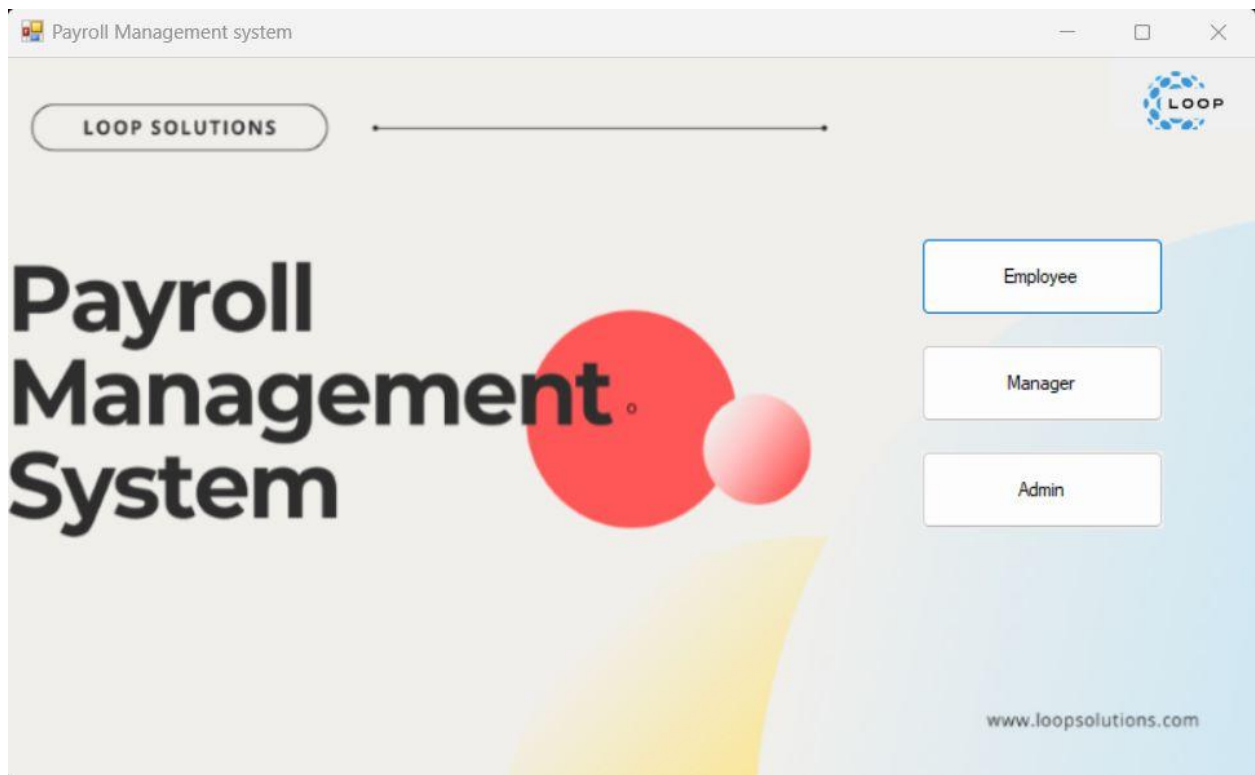 Payroll Management system
LOOP SOLUTIONS
LOOP
Payroll
Management
System
Employee
Manager
Admin
www.loopsolutions.com